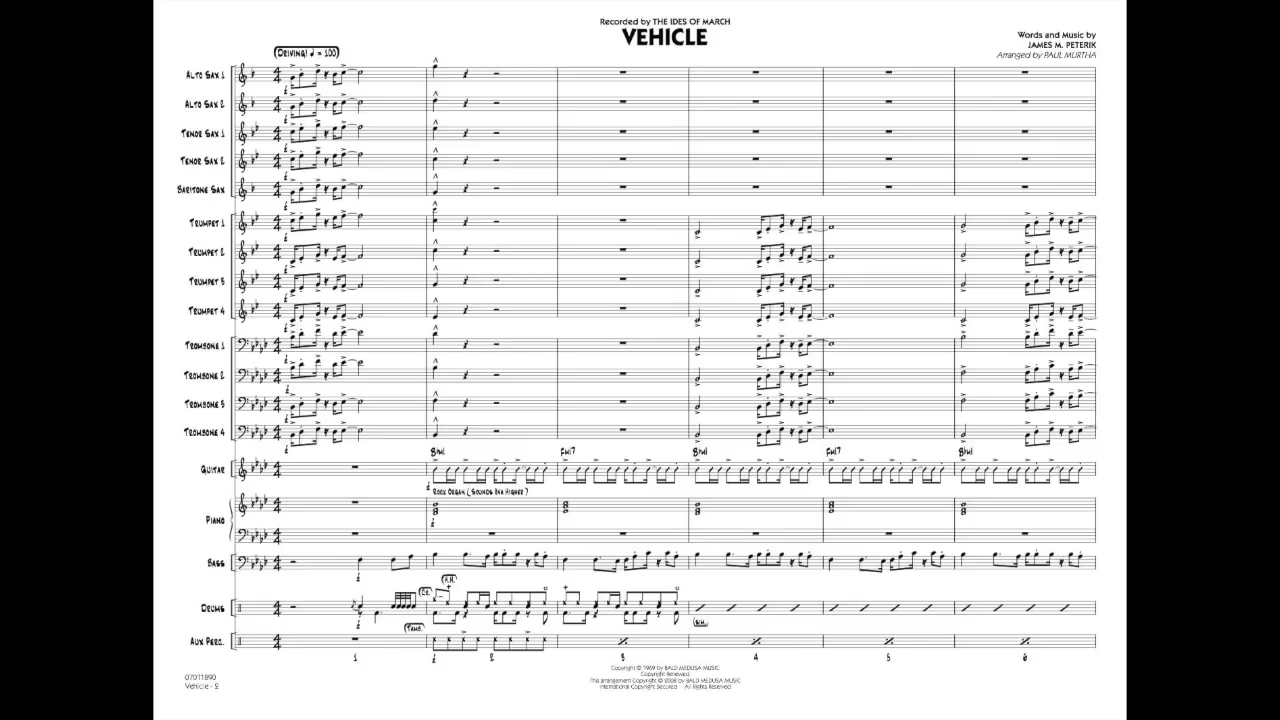 Recorded by THE IDES OF MARCH
VEHICLE
Words and Music by
JAMES M. PETERIK
Arranged by PAUL MURTHA
(DRIVING! ♩ = 100)
ALTO SAX 1
ALTO SAX 2
TENOR SAX 1
TENOR SAX 2
BARITONE SAX
TRUMPET 1
TRUMPET 2
TRUMPET 3
TRUMPET 4
TROMBONE 1
TROMBONE 2
TROMBONE 3
TROMBONE 4
B♭MI FMI7 B♭MI FMI7 B♭MI
GUITAR
ROCK ORGAN (SOUNDS 8VA HIGHER)
PIANO
BASS
H.H.
CR.
DRUMS
TAMB.
SIM.
AUX PERC.
1 2 3 4 5 6
Copyright © 1969 by BALD MEDUSA MUSIC
Copyright Renewed
This arrangement Copyright © 2008 by BALD MEDUSA MUSIC
International Copyright Secured All Rights Reserved
07011890
Vehicle - 2